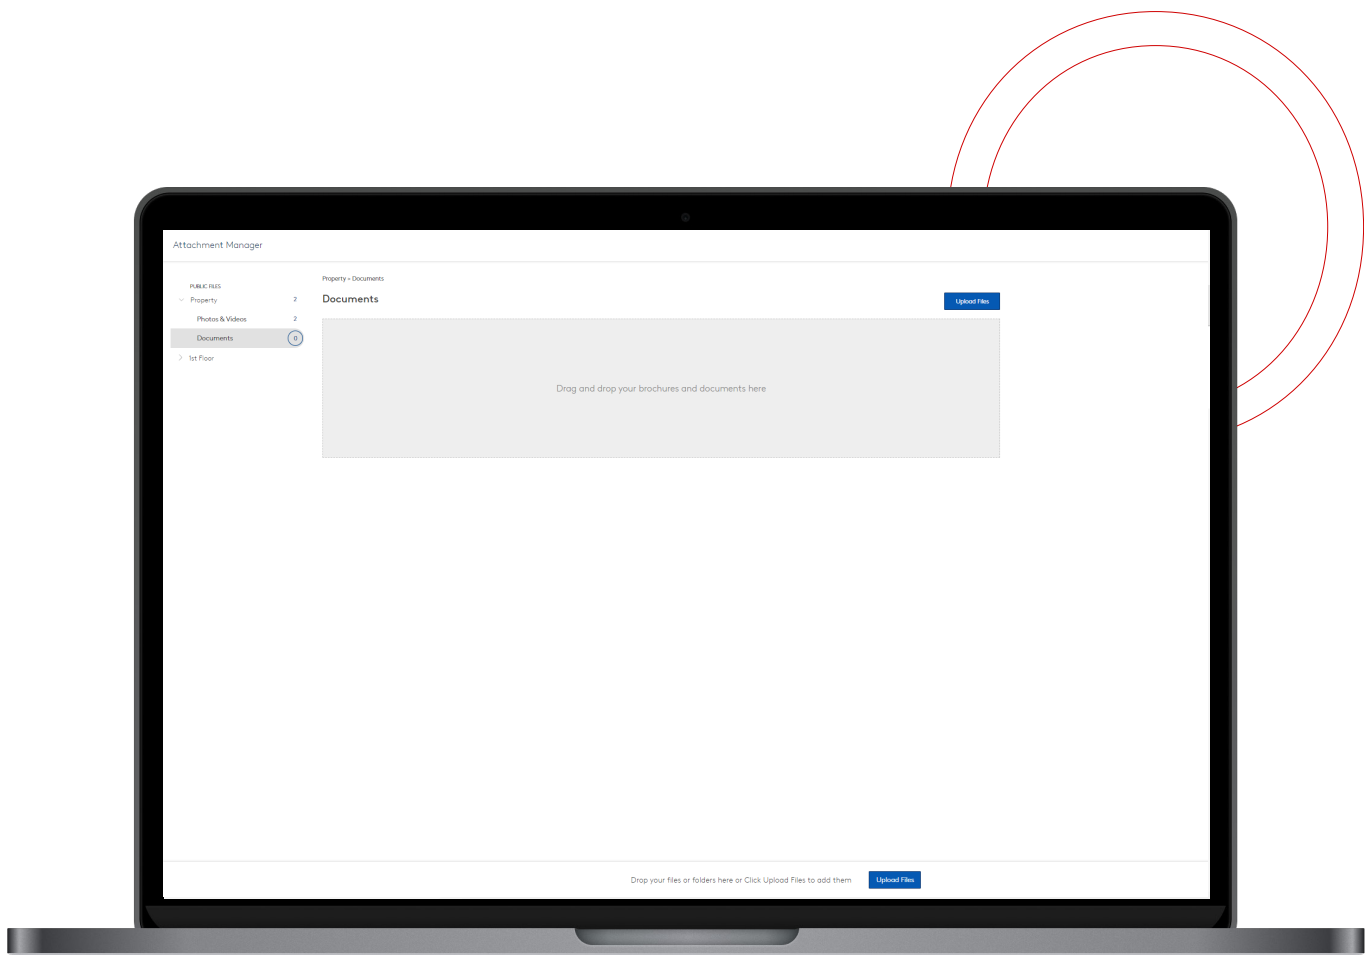 Attachment Manager
PUBLIC FILES
Property 2
Photos & Videos 2
Documents 0
1st Floor
Property » Documents
Documents
Upload Files
Drag and drop your brochures and documents here
Drop your files or folders here or Click Upload Files to add them
Upload Files